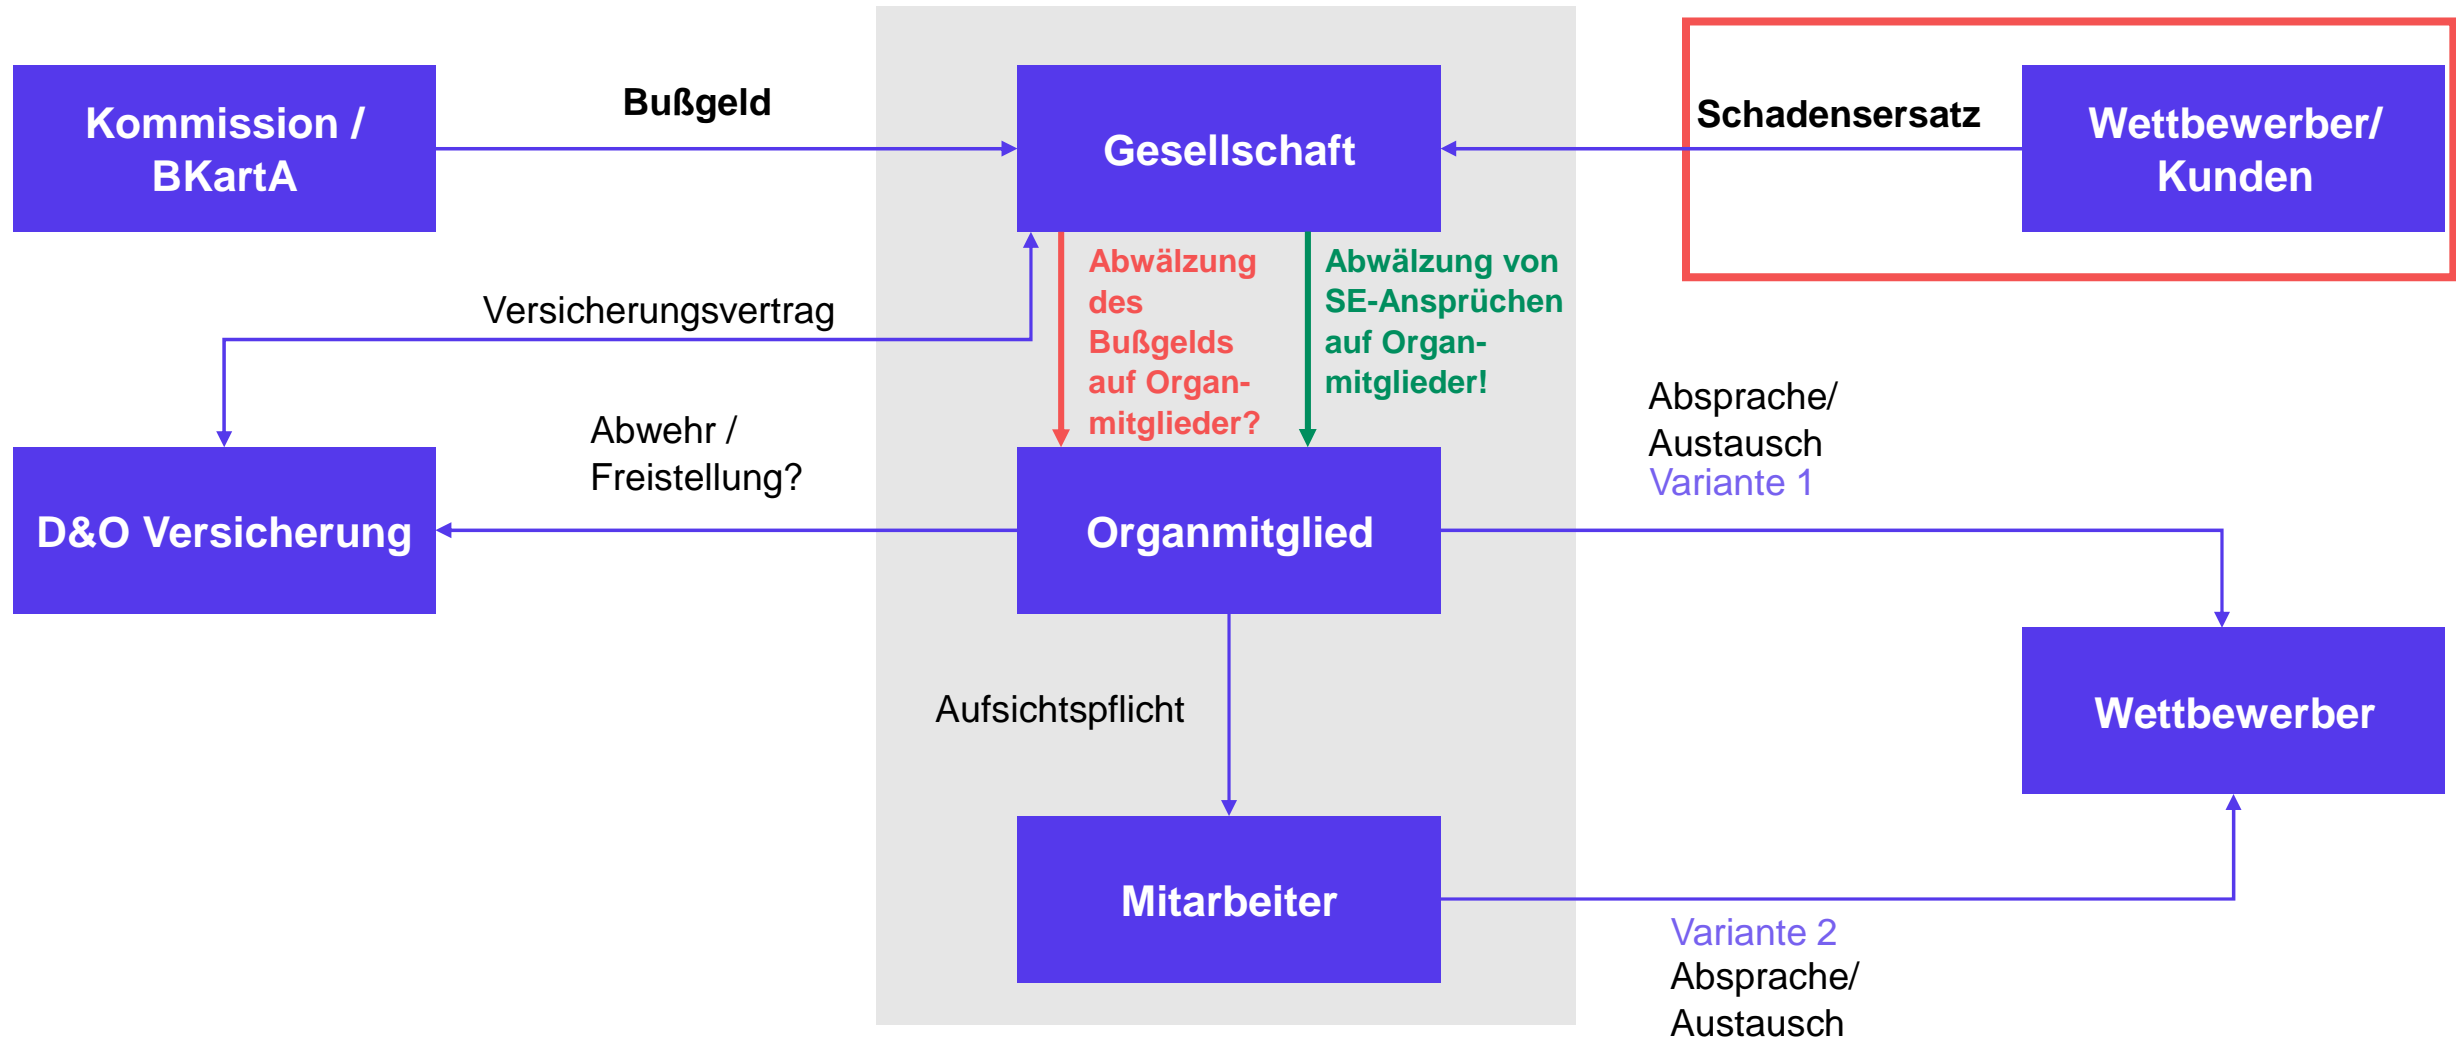 Kommission /
BKartA
Bußgeld
Gesellschaft
Schadensersatz
Wettbewerber/
Kunden
Abwälzung
des
Bußgelds
auf Organ-
mitglieder?
Abwälzung von
SE-Ansprüchen
auf Organ-
mitglieder!
Versicherungsvertrag
Abwehr /
Freistellung?
Absprache/
Austausch
Variante 1
D&O Versicherung
Organmitglied
Aufsichtspflicht
Wettbewerber
Mitarbeiter
Variante 2
Absprache/
Austausch